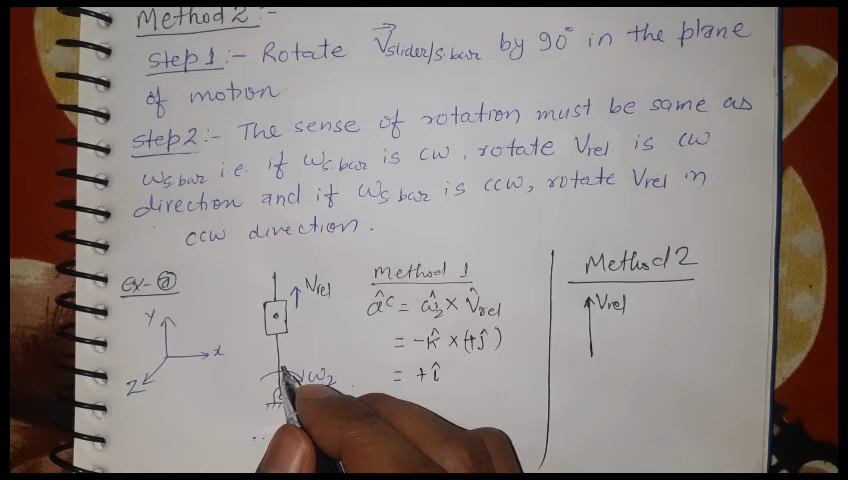 Method 2:-
Step 1:- Rotate V⃗slider/s.bar by 90° in the plane
of motion.
Step 2:- The sense of rotation must be same as
ωs.bar i.e. if ωs.bar is cw, rotate Vrel is cw
direction and if ωs.bar is ccw, rotate Vrel in
ccw direction.
Ex-ⓐ
Y
x
Z
Vrel
ω2
Method 1
âᶜ = ω̂2 × V̂rel
= -k̂ × (+ĵ)
= +î
Method 2
Vrel